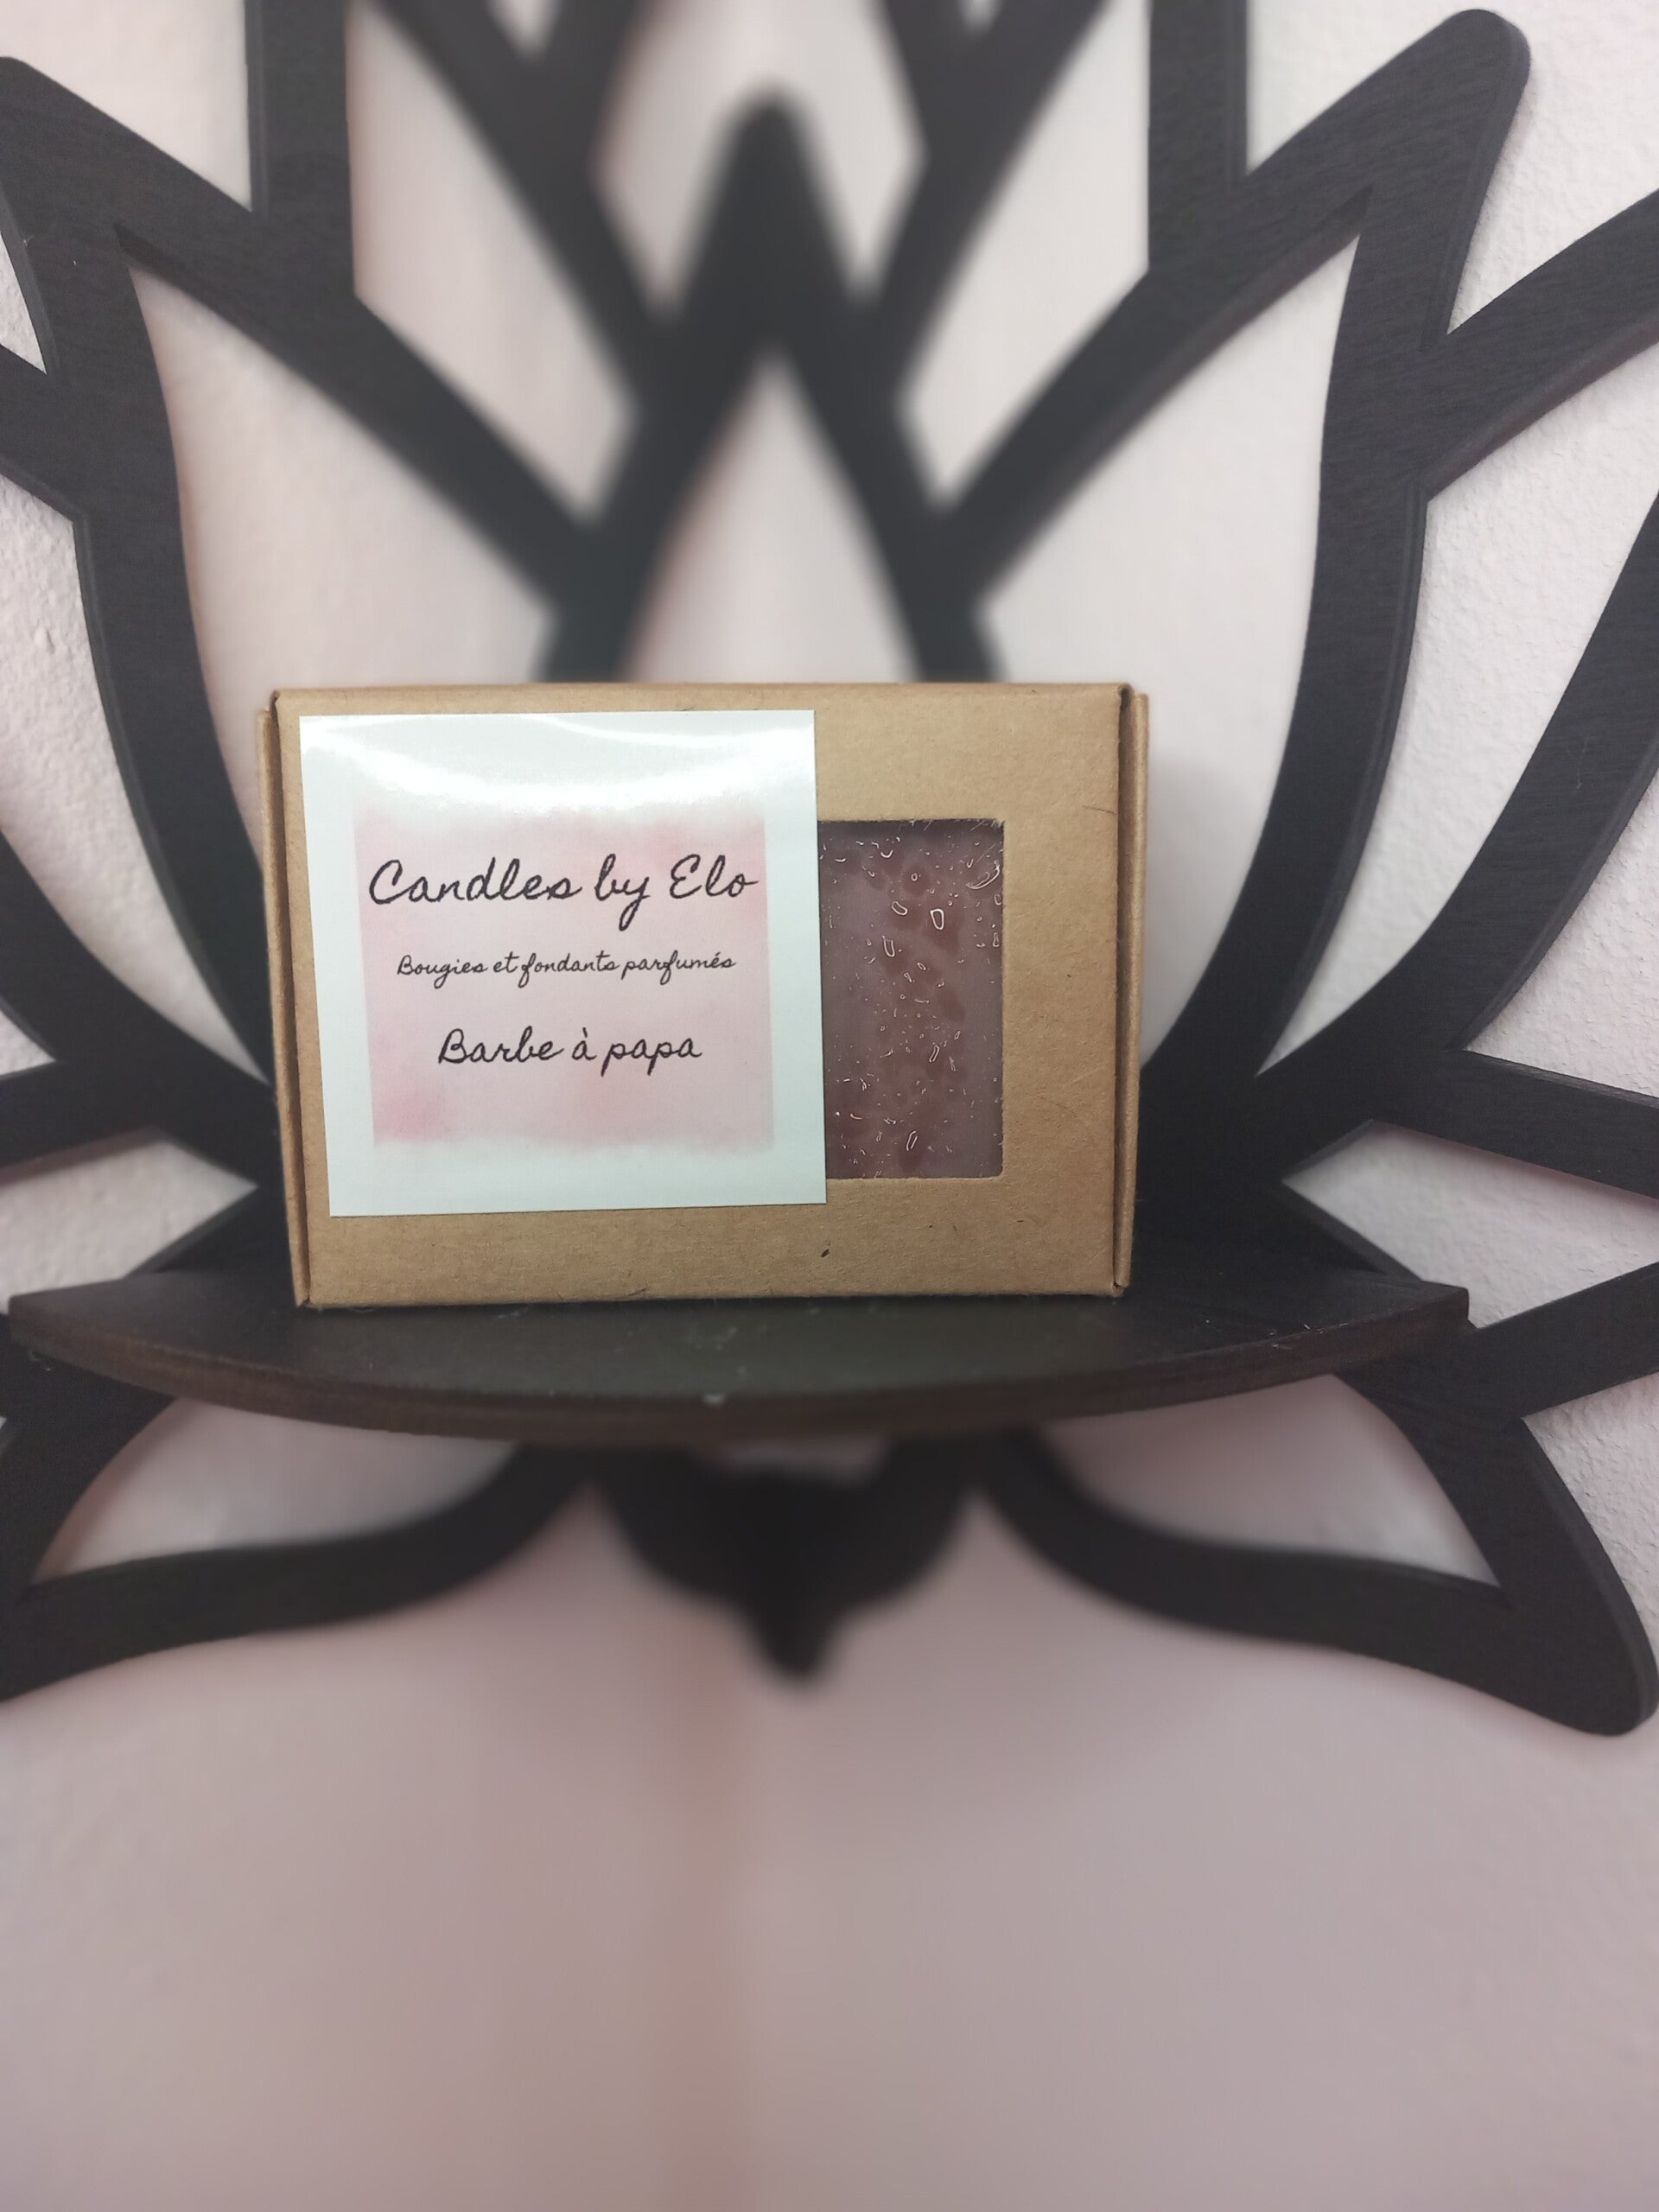 Candles by Elo
Bougies et fondants parfumés
Barbe à papa